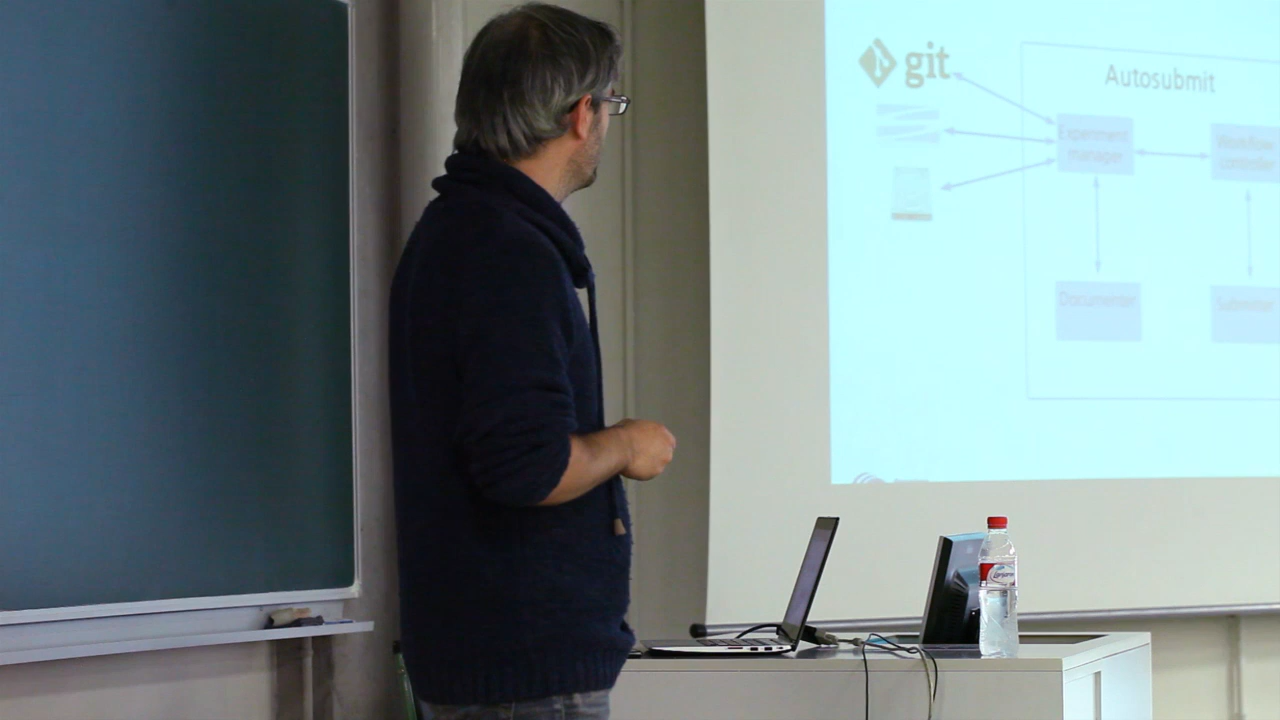 git
Autosubmit
Experiment
manager
Workflow
controller
Documenter
Submitter